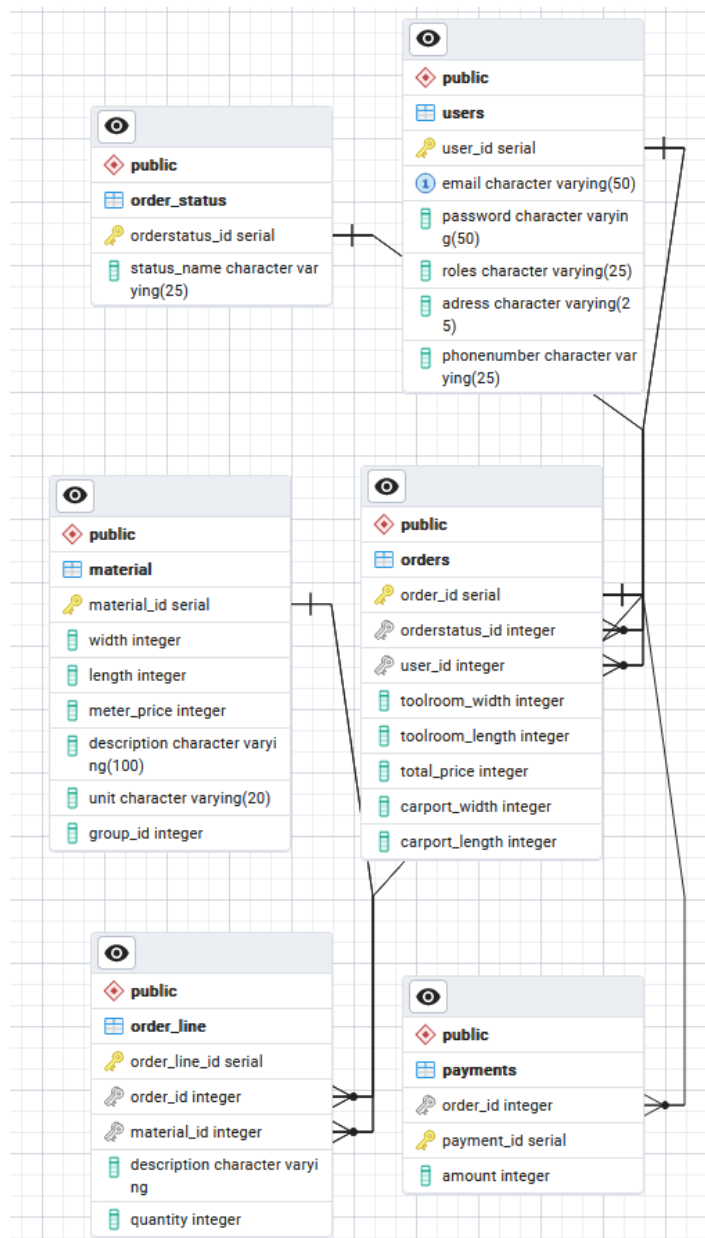 public
users
user_id serial
email character varying(50)
password character varyin
g(50)
roles character varying(25)
adress character varying(2
5)
phonenumber character var
ying(25)
public
order_status
orderstatus_id serial
status_name character var
ying(25)
public
material
material_id serial
width integer
length integer
meter_price integer
description character varyi
ng(100)
unit character varying(20)
group_id integer
public
orders
order_id serial
orderstatus_id integer
user_id integer
toolroom_width integer
toolroom_length integer
total_price integer
carport_width integer
carport_length integer
public
order_line
order_line_id serial
order_id integer
material_id integer
description character varyi
ng
quantity integer
public
payments
order_id integer
payment_id serial
amount integer